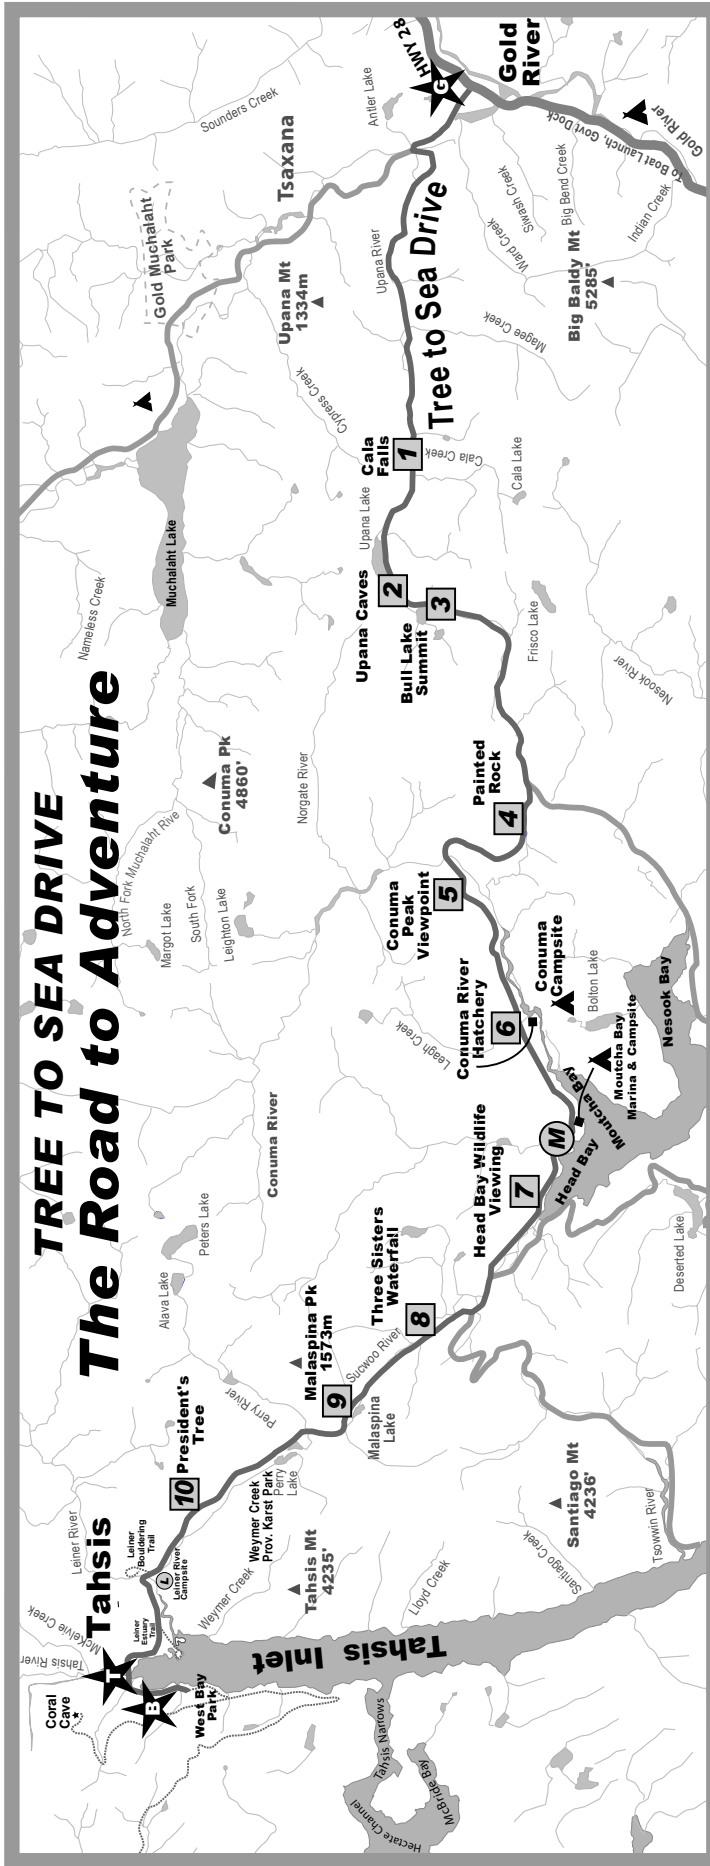 TREE TO SEA DRIVE
The Road to Adventure
Tahsis
Coral
Cave
T
B
West Bay
Park
Tahsis River
McKelvie Creek
Leiner River
Leiner
Estuary
Trail
Leiner
Bouldering
Trail
L
Leiner River
Campsite
10
President's
Tree
Weymer Creek
Weymer Creek
Prov. Karst Park
Perry
Lake
Perry River
Tahsis Mt
4235'
Lloyd Creek
Tahsis Inlet
Tahsis Narrows
McBride Bay
Hectate Channel
Santiago Creek
Santiago Mt
4236'
Tsowwin River
Alava Lake
Peters Lake
Malaspina Pk
1573m
9
Malaspina
Lake
Sucwoo River
Three Sisters
Waterfall
8
Head Bay Wildlife
Viewing
7
Head Bay
M
Moutcha Bay
Moutcha Bay
Marina & Campsite
Deserted Lake
Nesook Bay
Bolton Lake
Conuma
Campsite
Conuma River
Hatchery
6
Leagh Creek
Conuma River
Conuma
Peak
Viewpoint
5
Painted
Rock
4
Margot Lake
South Fork
Leighton Lake
North Fork Muchalaht Rive
Conuma Pk
4860'
Norgate River
Nameless Creek
Muchalaht Lake
Upana Caves
2
Bull Lake
Summit
3
Upana Lake
Frisco Lake
Nesook River
Cala Lake
Cala Creek
Cala
Falls
1
Cypress Creek
Upana Mt
1334m
Gold Muchalaht
Park
Tsaxana
Sounders Creek
Antler Lake
Upana River
Tree to Sea Drive
Magee Creek
Big Baldy Mt
5285'
Ward Creek
Siwash Creek
Big Bend Creek
Indian Creek
HWY 28
G
Gold
River
To Boat Launch, Govt Dock
Gold River